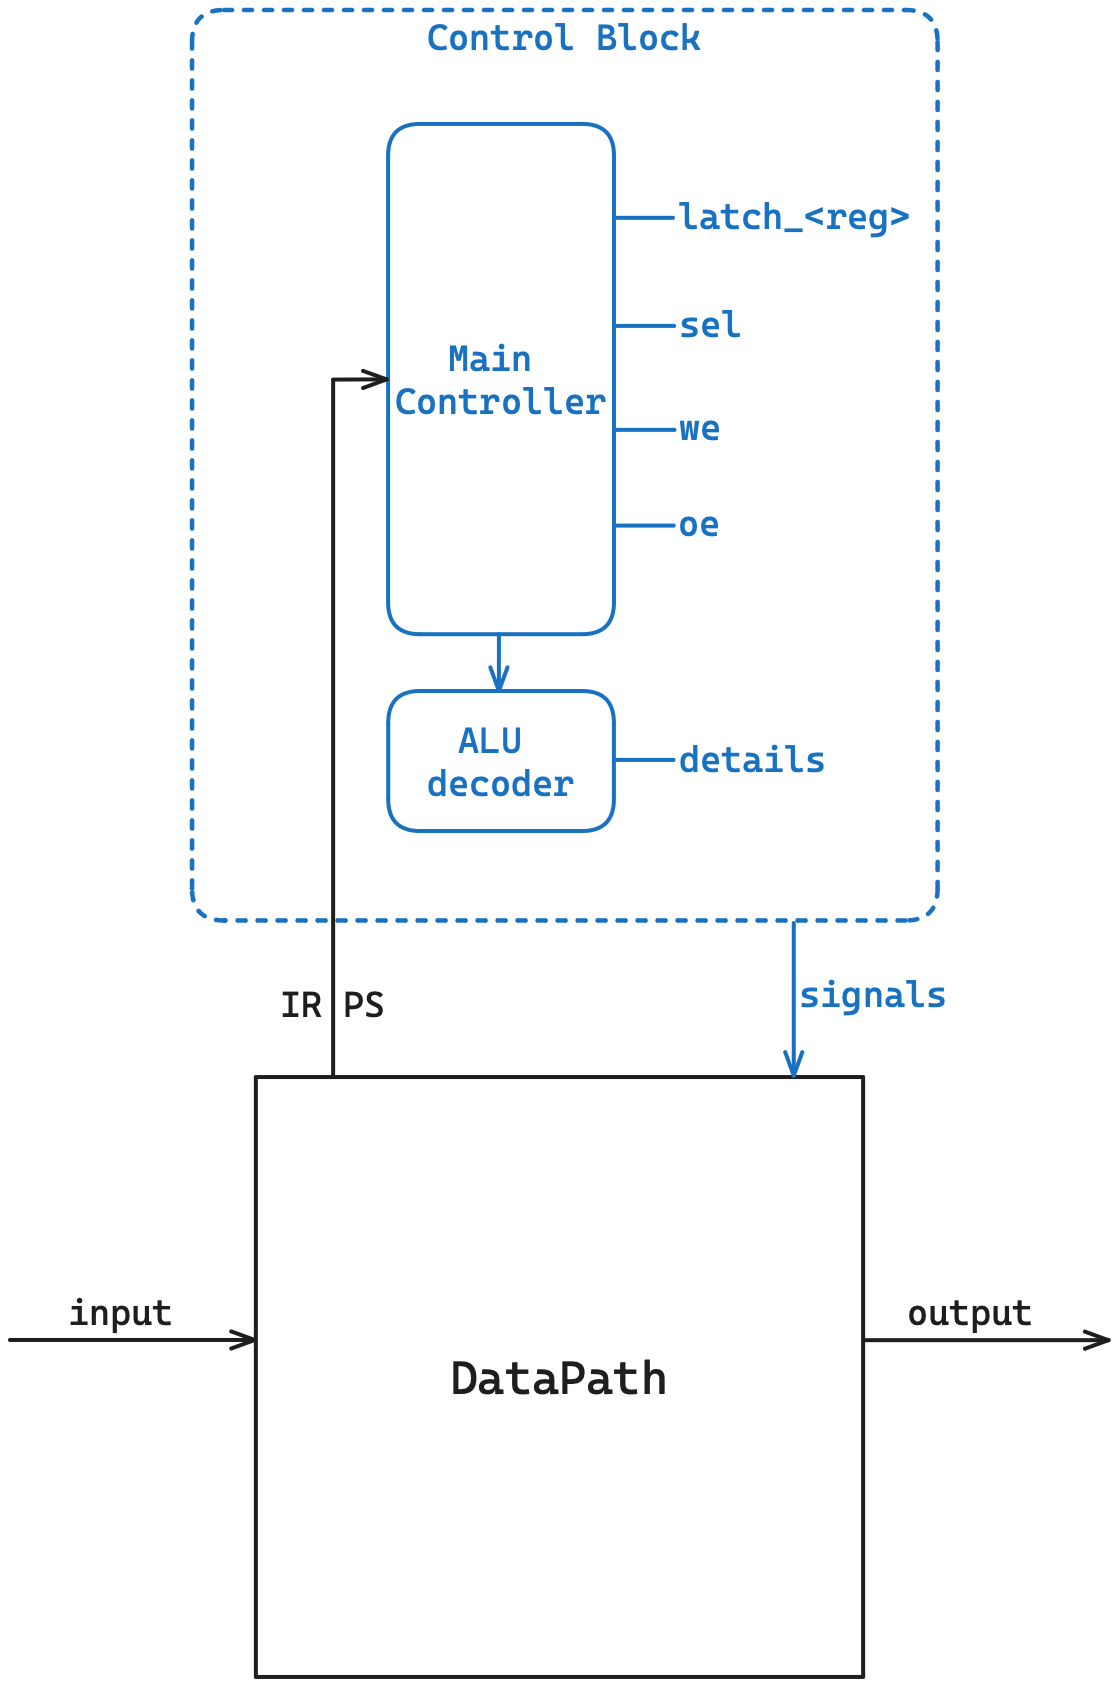 Control Block
latch_<reg>
sel
Main
Controller
we
oe
ALU
decoder
details
IR PS
signals
input
output
DataPath